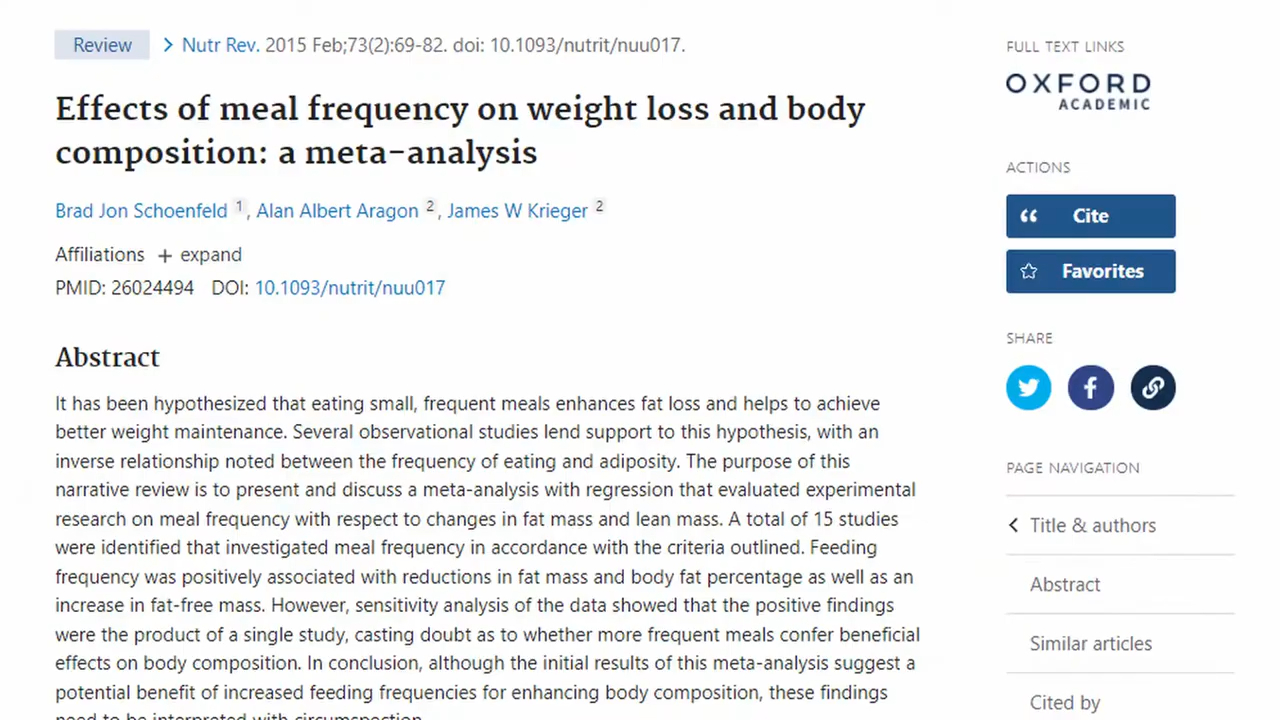 Review > Nutr Rev. 2015 Feb;73(2):69-82. doi: 10.1093/nutrit/nuu017.
Effects of meal frequency on weight loss and body
composition: a meta-analysis
Brad Jon Schoenfeld 1, Alan Albert Aragon 2, James W Krieger 2
Affiliations + expand
PMID: 26024494 DOI: 10.1093/nutrit/nuu017
Abstract
It has been hypothesized that eating small, frequent meals enhances fat loss and helps to achieve
better weight maintenance. Several observational studies lend support to this hypothesis, with an
inverse relationship noted between the frequency of eating and adiposity. The purpose of this
narrative review is to present and discuss a meta-analysis with regression that evaluated experimental
research on meal frequency with respect to changes in fat mass and lean mass. A total of 15 studies
were identified that investigated meal frequency in accordance with the criteria outlined. Feeding
frequency was positively associated with reductions in fat mass and body fat percentage as well as an
increase in fat-free mass. However, sensitivity analysis of the data showed that the positive findings
were the product of a single study, casting doubt as to whether more frequent meals confer beneficial
effects on body composition. In conclusion, although the initial results of this meta-analysis suggest a
potential benefit of increased feeding frequencies for enhancing body composition, these findings
need to be interpreted with circumspection.
FULL TEXT LINKS
OXFORD
ACADEMIC
ACTIONS
Cite
Favorites
SHARE
PAGE NAVIGATION
Title & authors
Abstract
Similar articles
Cited by